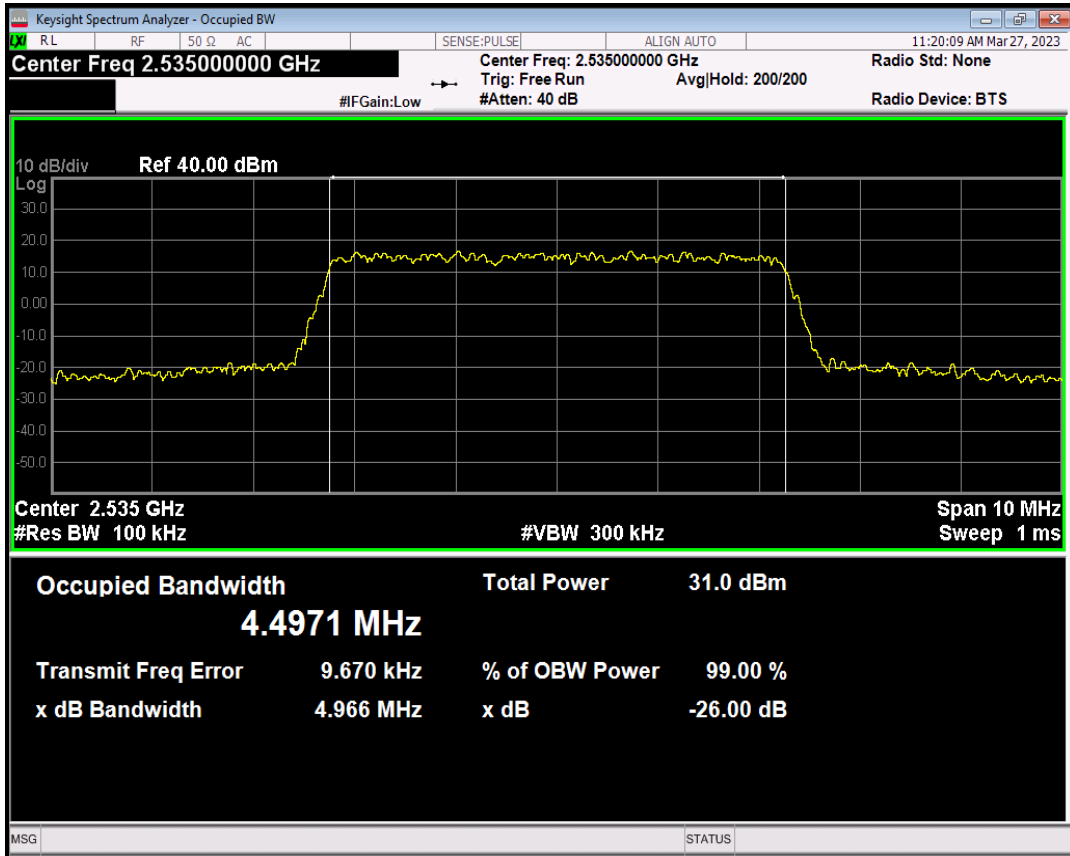 Keysight Spectrum Analyzer - Occupied BW
LXI RL RF 50 Ω AC SENSE:PULSE ALIGN AUTO 11:20:09 AM Mar 27, 2023
Center Freq 2.535000000 GHz Center Freq: 2.535000000 GHz Radio Std: None
Trig: Free Run Avg|Hold: 200/200
#IFGain:Low #Atten: 40 dB Radio Device: BTS
10 dB/div Ref 40.00 dBm
Log
30.0
20.0
10.0
0.00
-10.0
-20.0
-30.0
-40.0
-50.0
Center 2.535 GHz Span 10 MHz
#Res BW 100 kHz #VBW 300 kHz Sweep 1 ms
Occupied Bandwidth Total Power 31.0 dBm
4.4971 MHz
Transmit Freq Error 9.670 kHz % of OBW Power 99.00 %
x dB Bandwidth 4.966 MHz x dB -26.00 dB
MSG STATUS